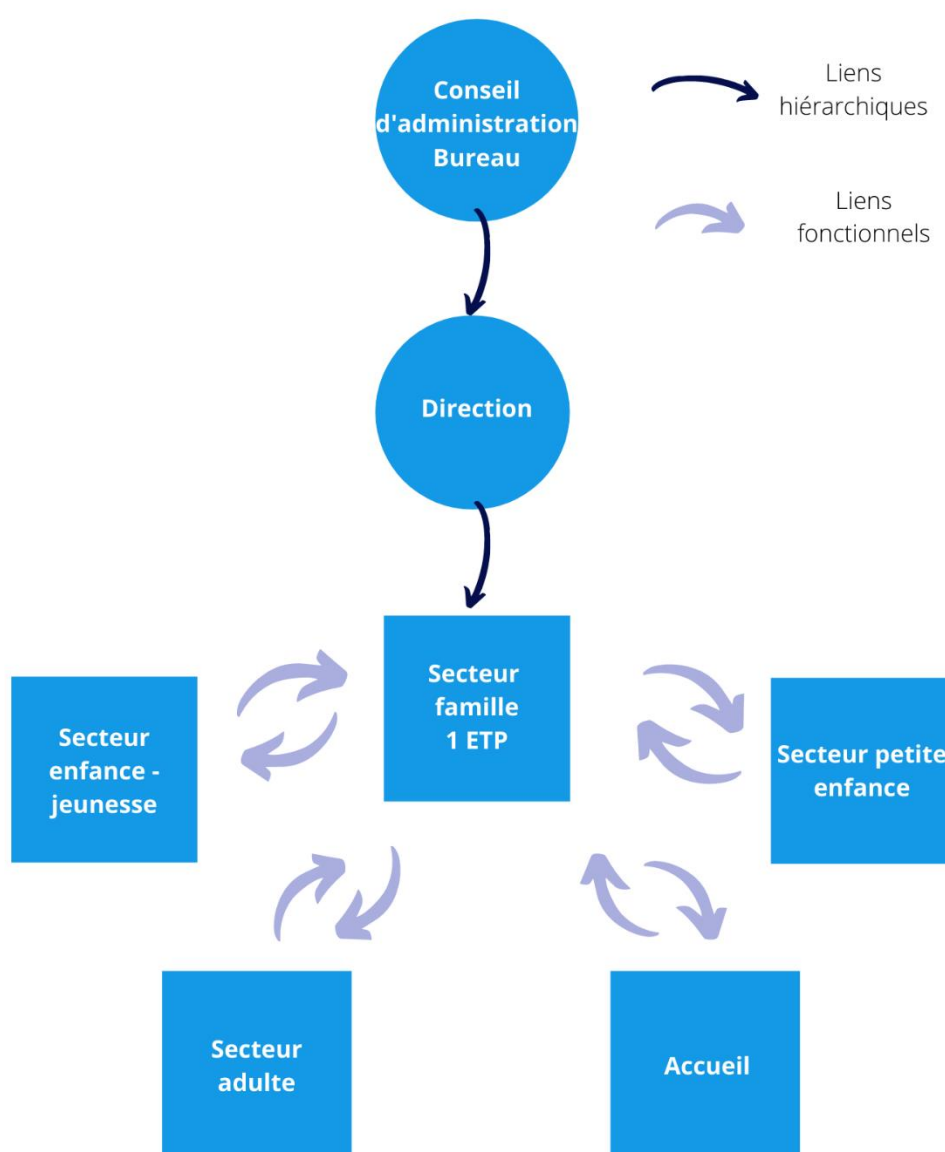 Conseil
d'administration
Bureau
Liens
hiérarchiques
Liens
fonctionnels
Direction
Secteur
famille
1 ETP
Secteur
enfance -
jeunesse
Secteur petite
enfance
Secteur
adulte
Accueil